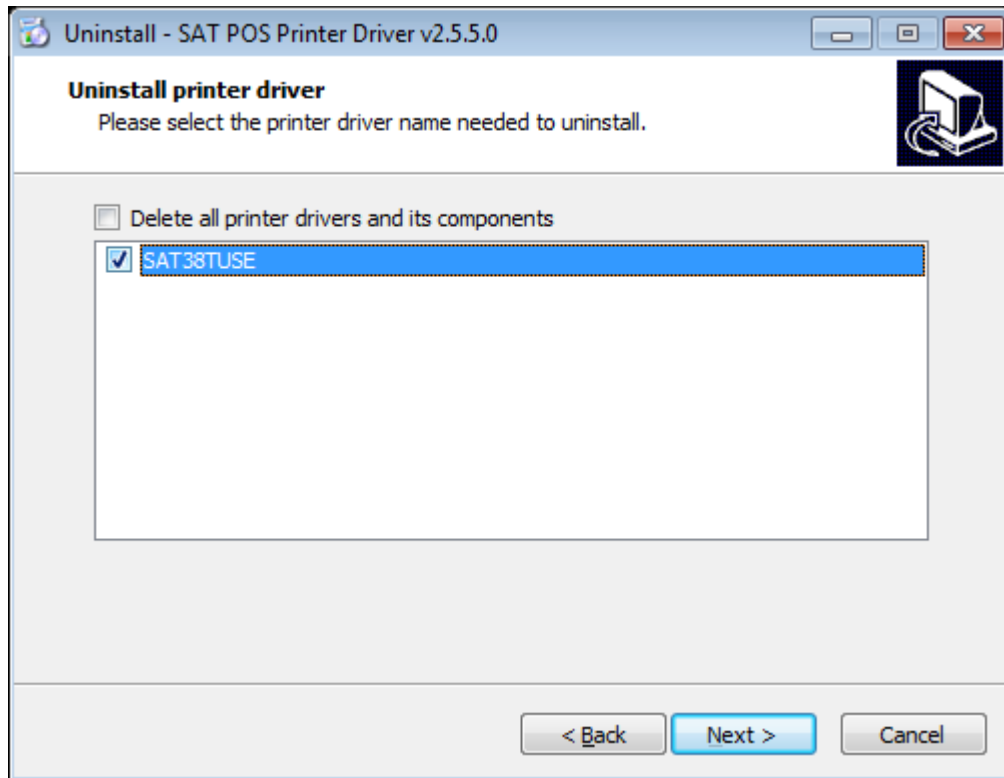 Uninstall - SAT POS Printer Driver v2.5.5.0
Uninstall printer driver
Please select the printer driver name needed to uninstall.
Delete all printer drivers and its components
SAT38TUSE
< Back
Next >
Cancel